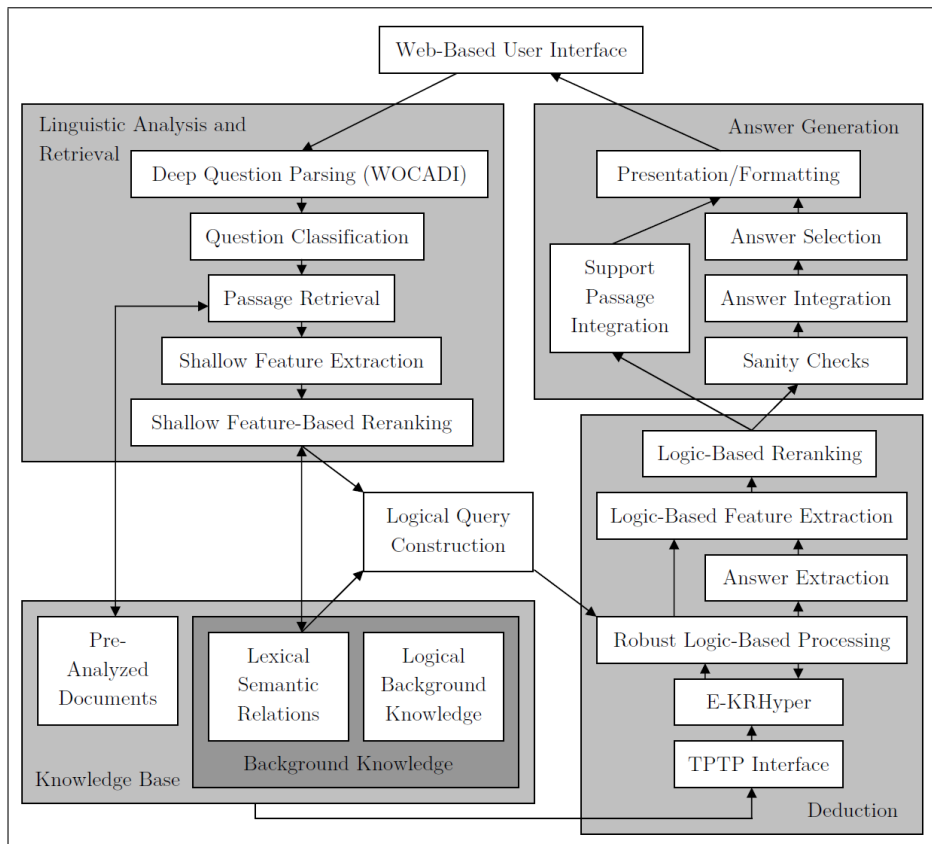 Web-Based User Interface
Linguistic Analysis and
Retrieval
Deep Question Parsing (WOCADI)
Question Classification
Passage Retrieval
Shallow Feature Extraction
Shallow Feature-Based Reranking
Answer Generation
Presentation/Formatting
Answer Selection
Support
Passage
Integration
Answer Integration
Sanity Checks
Logical Query
Construction
Logic-Based Reranking
Logic-Based Feature Extraction
Answer Extraction
Robust Logic-Based Processing
E-KRHyper
TPTP Interface
Deduction
Pre-
Analyzed
Documents
Lexical
Semantic
Relations
Logical
Background
Knowledge
Background Knowledge
Knowledge Base